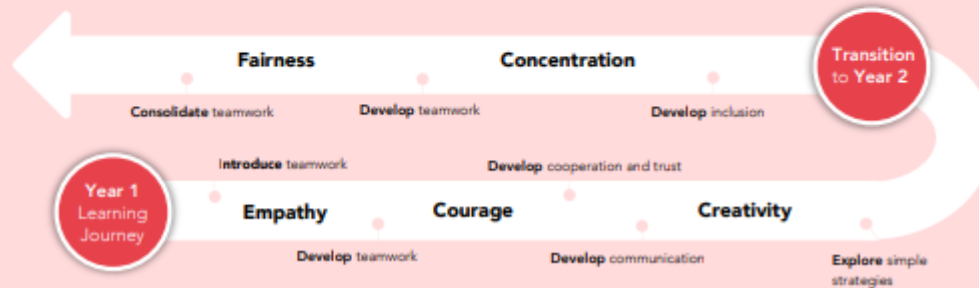 Fairness
Concentration
Transition
to Year 2
Consolidate teamwork
Develop teamwork
Develop inclusion
Introduce teamwork
Develop cooperation and trust
Year 1
Learning
Journey
Empathy
Courage
Creativity
Develop teamwork
Develop communication
Explore simple
strategies